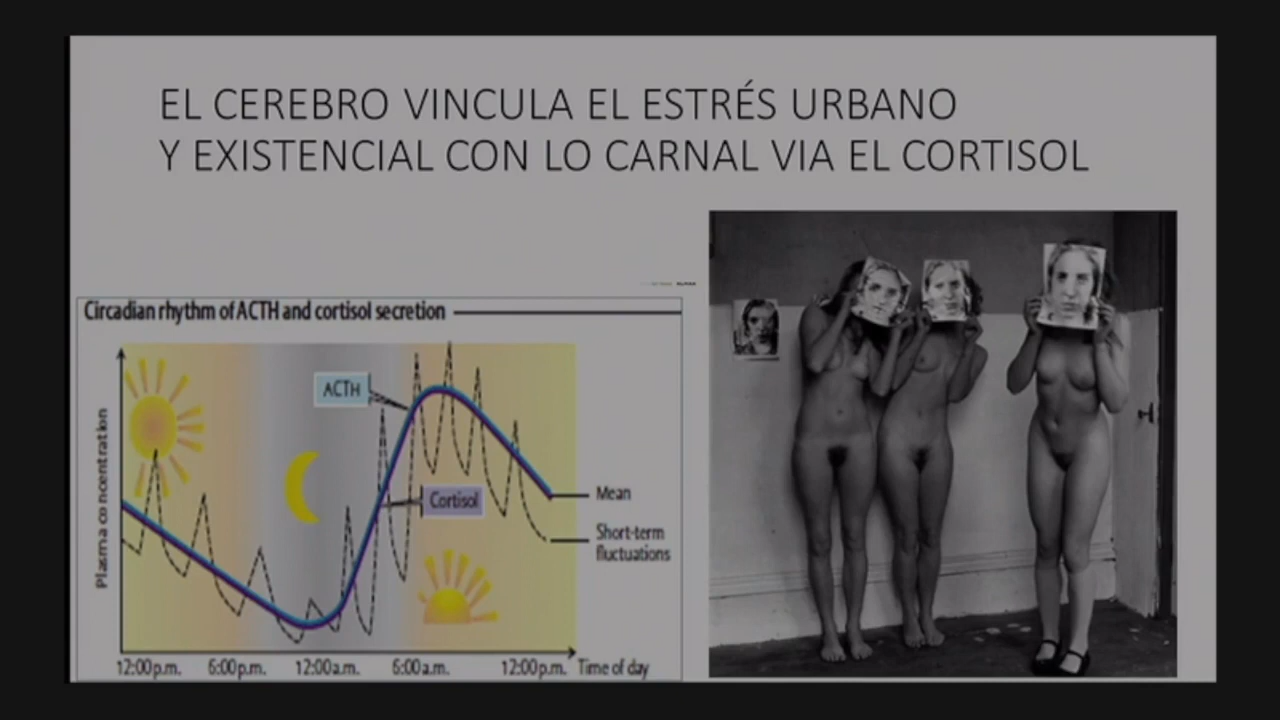 EL CEREBRO VINCULA EL ESTRÉS URBANO
Y EXISTENCIAL CON LO CARNAL VIA EL CORTISOL
Circadian rhythm of ACTH and cortisol secretion
ACTH
Cortisol
Plasma concentration
Mean
Short-term
fluctuations
12:00p.m. 6:00p.m. 12:00a.m. 6:00a.m. 12:00p.m. Time of day